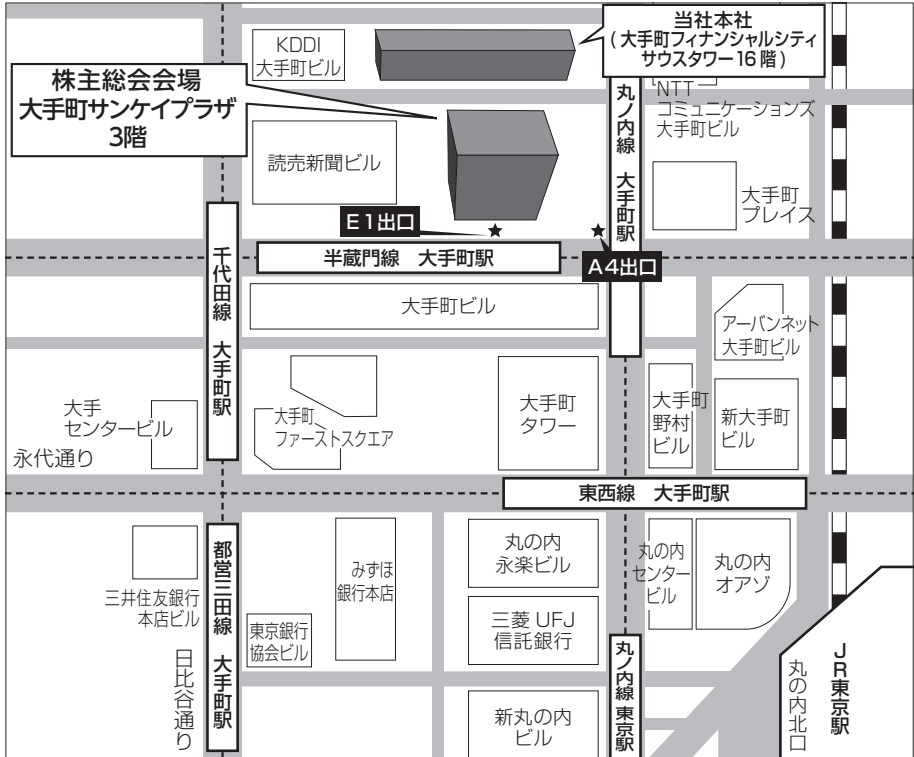 当社本社
(大手町フィナンシャルシティ
サウスタワー16階)
KDDI
大手町ビル
株主総会会場
大手町サンケイプラザ
3階
NTT
コミュニケーションズ
大手町ビル
丸ノ内線 大手町駅
読売新聞ビル
大手町
プレイス
E1出口
A4出口
半蔵門線 大手町駅
千代田線 大手町駅
大手町ビル
アーバンネット
大手町ビル
大手
センタービル
大手町
ファーストスクエア
大手町
タワー
大手町
野村
ビル
新大手町
ビル
永代通り
東西線 大手町駅
都営三田線 大手町駅
三井住友銀行
本店ビル
みずほ
銀行本店
丸の内
永楽ビル
丸の内
センター
ビル
丸の内
オアゾ
東京銀行
協会ビル
三菱 UFJ
信託銀行
日比谷通り
丸ノ内線 東京駅
新丸の内
ビル
丸の内北口
JR東京駅